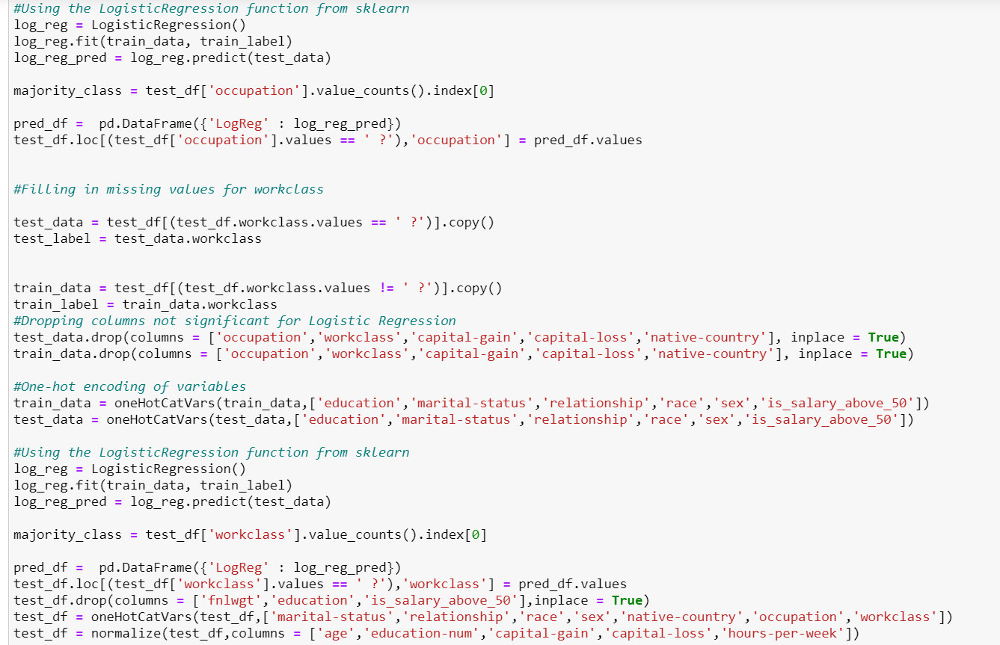 #Using the LogisticRegression function from sklearn
log_reg = LogisticRegression()
log_reg.fit(train_data, train_label)
log_reg_pred = log_reg.predict(test_data)
majority_class = test_df['occupation'].value_counts().index[0]
pred_df =  pd.DataFrame({'LogReg' : log_reg_pred})
test_df.loc[(test_df['occupation'].values == ' ?'),'occupation'] = pred_df.values
#Filling in missing values for workclass
test_data = test_df[(test_df.workclass.values == ' ?')].copy()
test_label = test_data.workclass
train_data = test_df[(test_df.workclass.values != ' ?')].copy()
train_label = train_data.workclass
#Dropping columns not significant for Logistic Regression
test_data.drop(columns = ['occupation','workclass','capital-gain','capital-loss','native-country'], inplace = True)
train_data.drop(columns = ['occupation','workclass','capital-gain','capital-loss','native-country'], inplace = True)
#One-hot encoding of variables
train_data = oneHotCatVars(train_data,['education','marital-status','relationship','race','sex','is_salary_above_50'])
test_data = oneHotCatVars(test_data,['education','marital-status','relationship','race','sex','is_salary_above_50'])
#Using the LogisticRegression function from sklearn
log_reg = LogisticRegression()
log_reg.fit(train_data, train_label)
log_reg_pred = log_reg.predict(test_data)
majority_class = test_df['workclass'].value_counts().index[0]
pred_df =  pd.DataFrame({'LogReg' : log_reg_pred})
test_df.loc[(test_df['workclass'].values == ' ?'),'workclass'] = pred_df.values
test_df.drop(columns = ['fnlwgt','education','is_salary_above_50'],inplace = True)
test_df = oneHotCatVars(test_df,['marital-status','relationship','race','sex','native-country','occupation','workclass'])
test_df = normalize(test_df,columns = ['age','education-num','capital-gain','capital-loss','hours-per-week'])